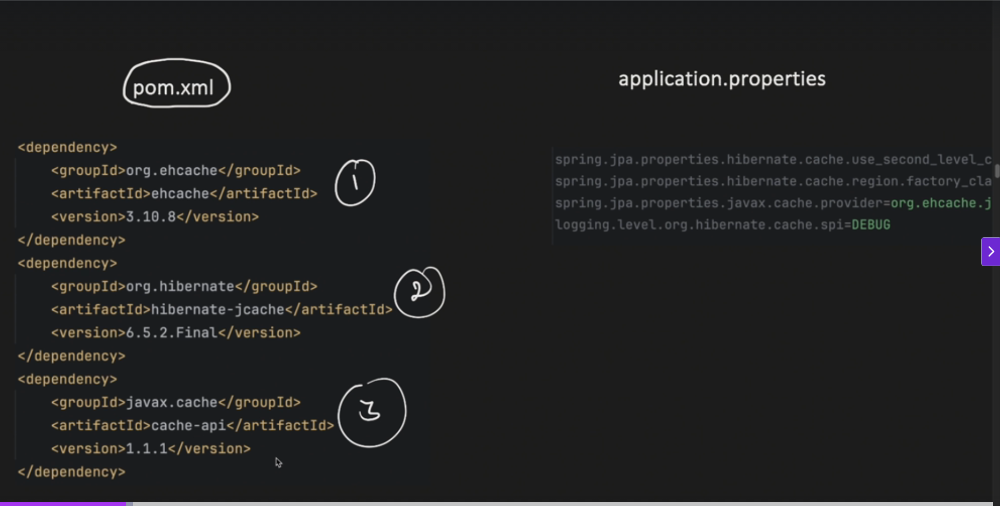 pom.xml
<dependency>
<groupId>org.ehcache</groupId>
<artifactId>ehcache</artifactId>
<version>3.10.8</version>
</dependency>
1
<dependency>
<groupId>org.hibernate</groupId>
<artifactId>hibernate-jcache</artifactId>
<version>6.5.2.Final</version>
</dependency>
2
<dependency>
<groupId>javax.cache</groupId>
<artifactId>cache-api</artifactId>
<version>1.1.1</version>
</dependency>
3
application.properties
spring.jpa.properties.hibernate.cache.use_second_level_c
spring.jpa.properties.hibernate.cache.region.factory_cla
spring.jpa.properties.javax.cache.provider=org.ehcache.j
logging.level.org.hibernate.cache.spi=DEBUG